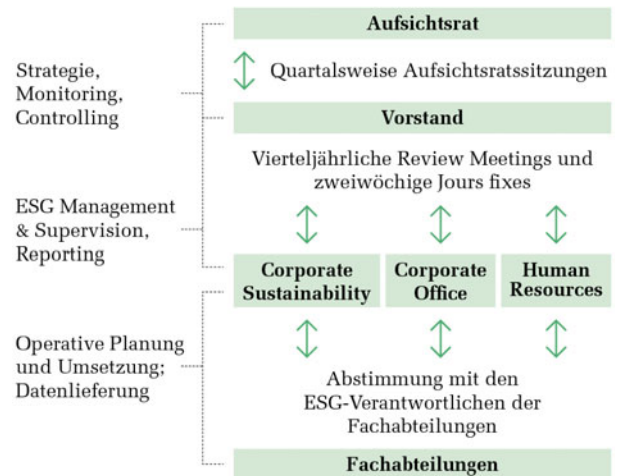 Aufsichtsrat
Strategie,
Monitoring,
Controlling
Quartalsweise Aufsichtsratssitzungen
Vorstand
Vierteljährliche Review Meetings und
zweiwöchige Jours fixes
ESG Management
& Supervision,
Reporting
Corporate
Sustainability
Corporate
Office
Human
Resources
Operative Planung
und Umsetzung;
Datenlieferung
Abstimmung mit den
ESG-Verantwortlichen der
Fachabteilungen
Fachabteilungen